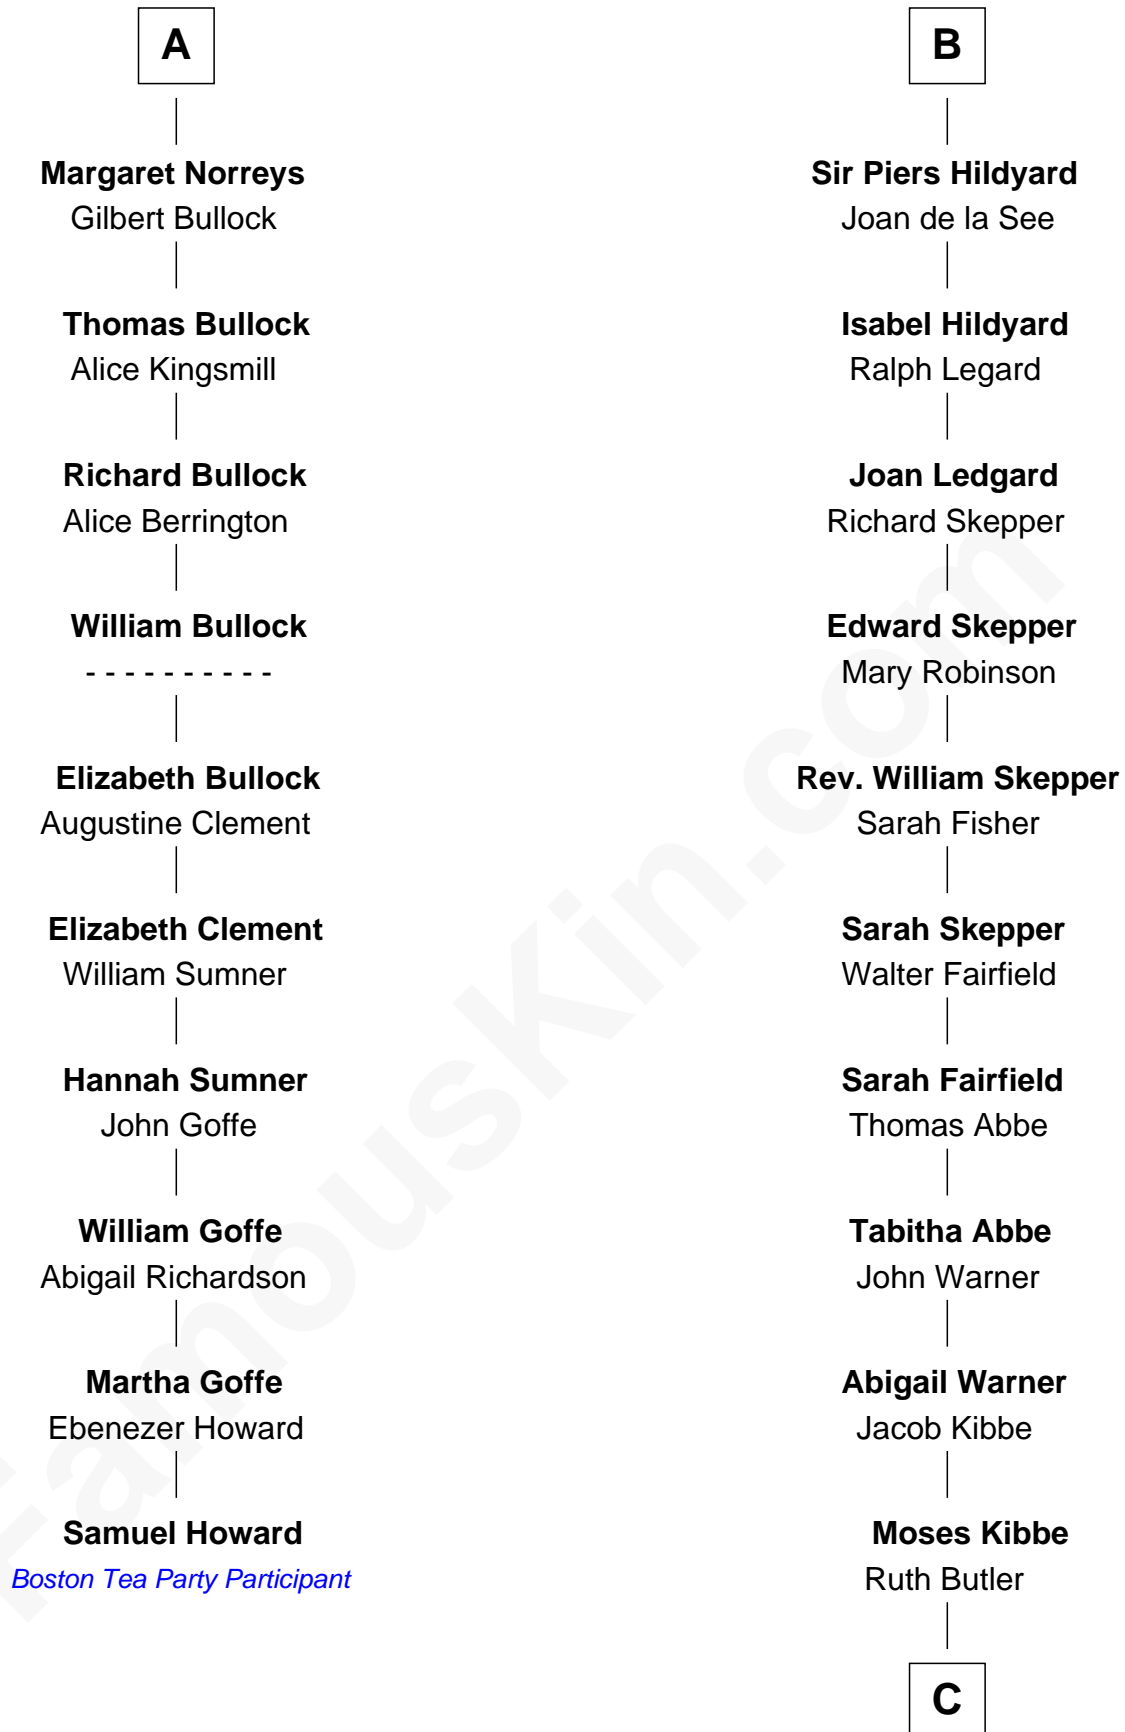 A
Margaret Norreys
Gilbert Bullock
Thomas Bullock
Alice Kingsmill
Richard Bullock
Alice Berrington
William Bullock
- - - - - - - - - -
Elizabeth Bullock
Augustine Clement
Elizabeth Clement
William Sumner
Hannah Sumner
John Goffe
William Goffe
Abigail Richardson
Martha Goffe
Ebenezer Howard
Samuel Howard
Boston Tea Party Participant
B
Sir Piers Hildyard
Joan de la See
Isabel Hildyard
Ralph Legard
Joan Ledgard
Richard Skepper
Edward Skepper
Mary Robinson
Rev. William Skepper
Sarah Fisher
Sarah Skepper
Walter Fairfield
Sarah Fairfield
Thomas Abbe
Tabitha Abbe
John Warner
Abigail Warner
Jacob Kibbe
Moses Kibbe
Ruth Butler
C
FamousKin.com